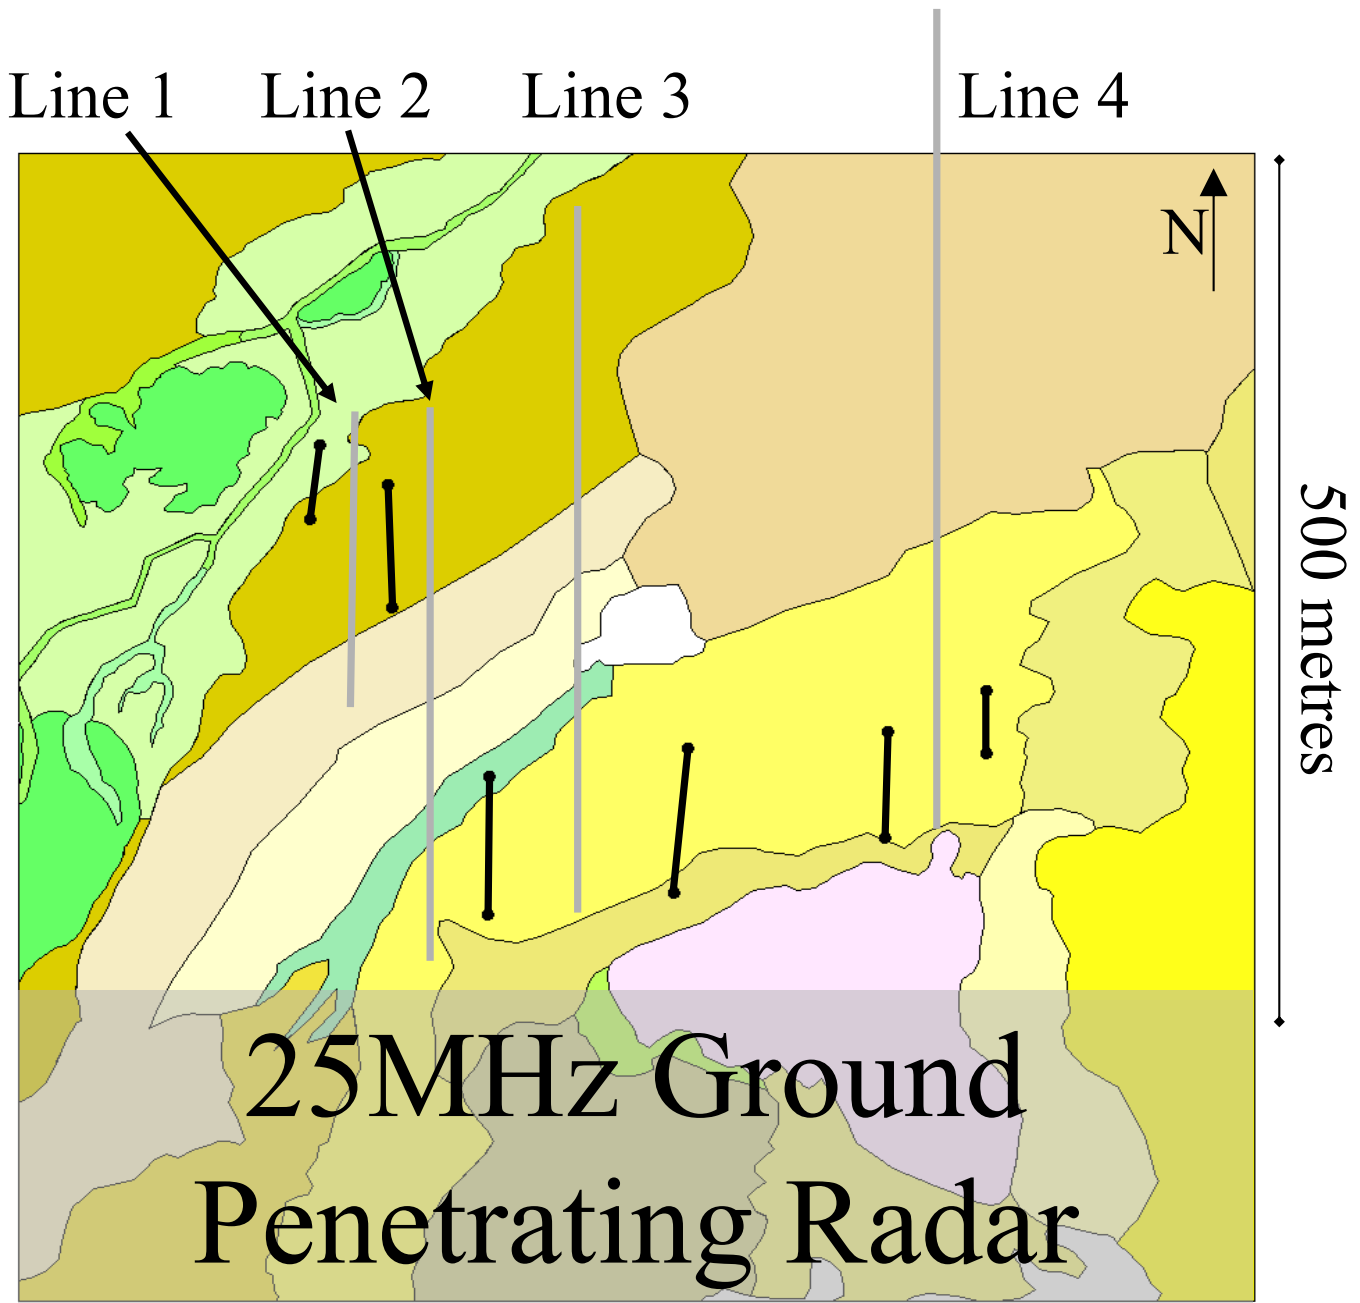 Line 1
Line 2
Line 3
Line 4
N
500 metres
25MHz Ground
Penetrating Radar